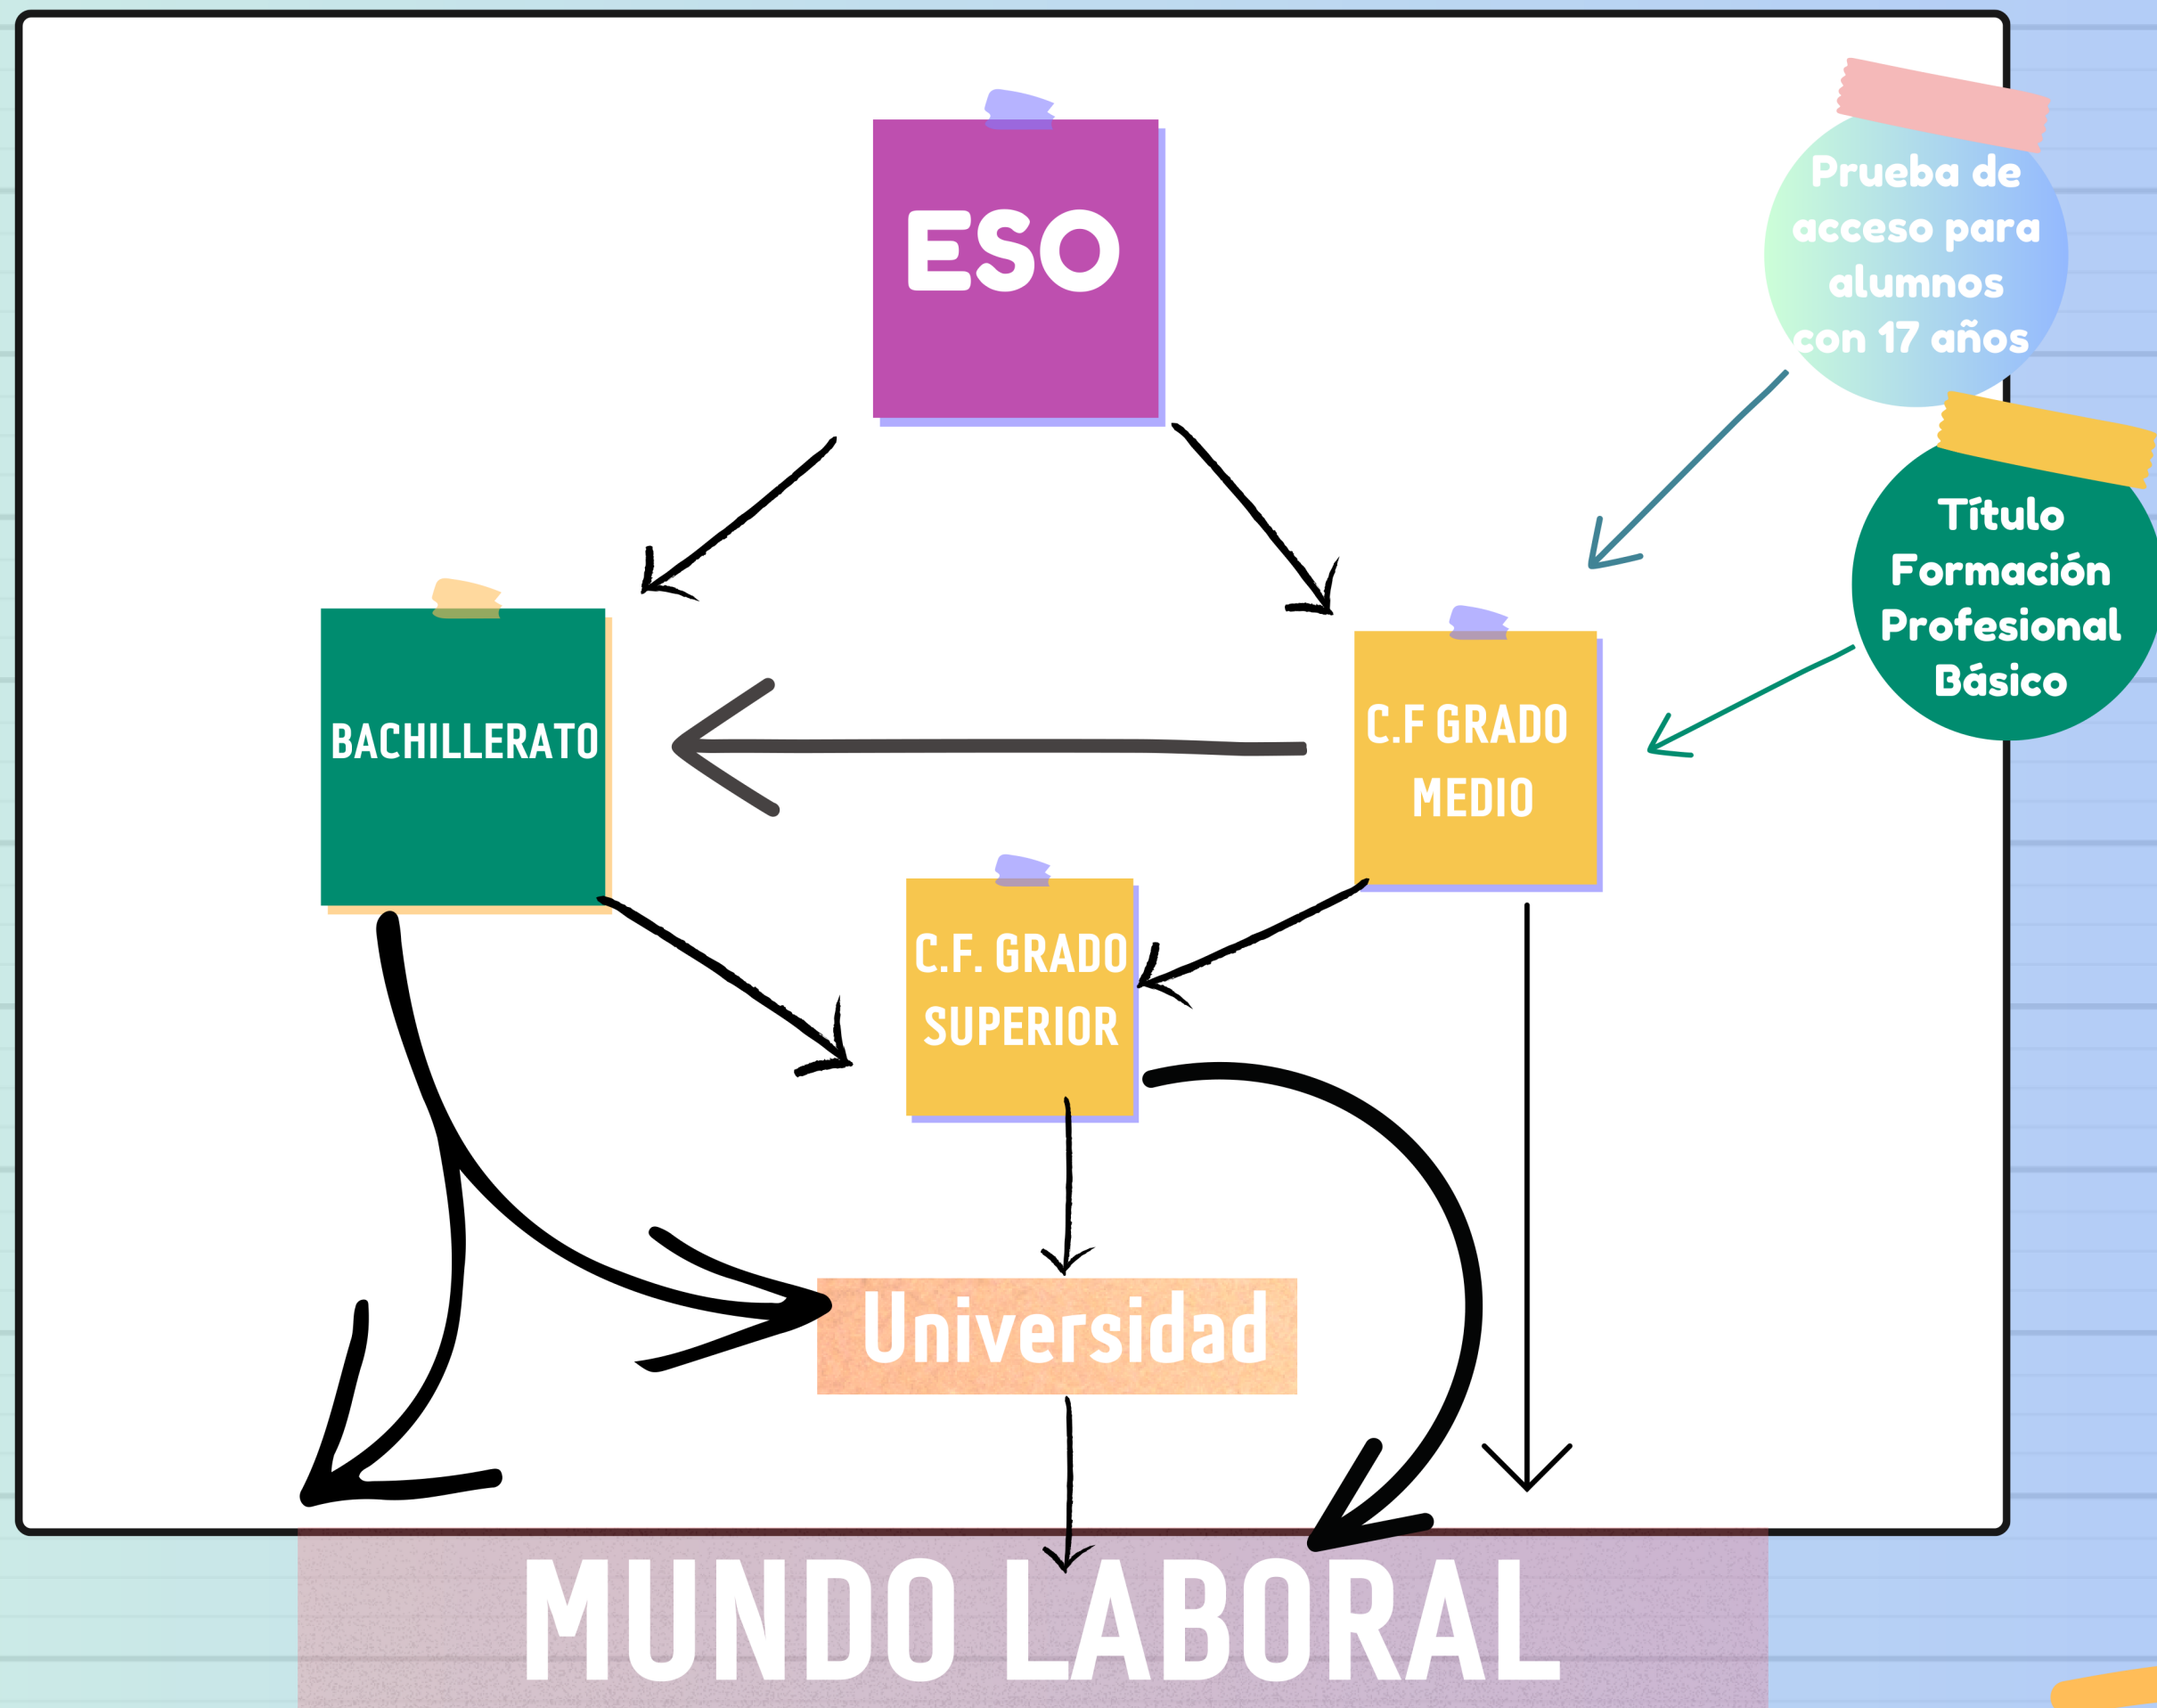 ESO
Prueba de
acceso para
alumnos
con 17 años
Título
Formación
Profesional
Básico
BACHILLERATO
C.F GRADO
MEDIO
C.F. GRADO
SUPERIOR
Universidad
MUNDO LABORAL